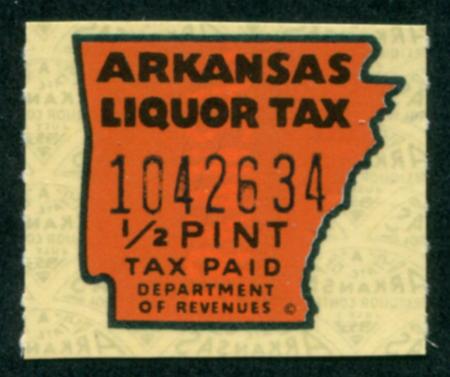 ARKANSAS
LIQUOR TAX
1042634
1/2 PINT
TAX PAID
DEPARTMENT
OF REVENUES ©